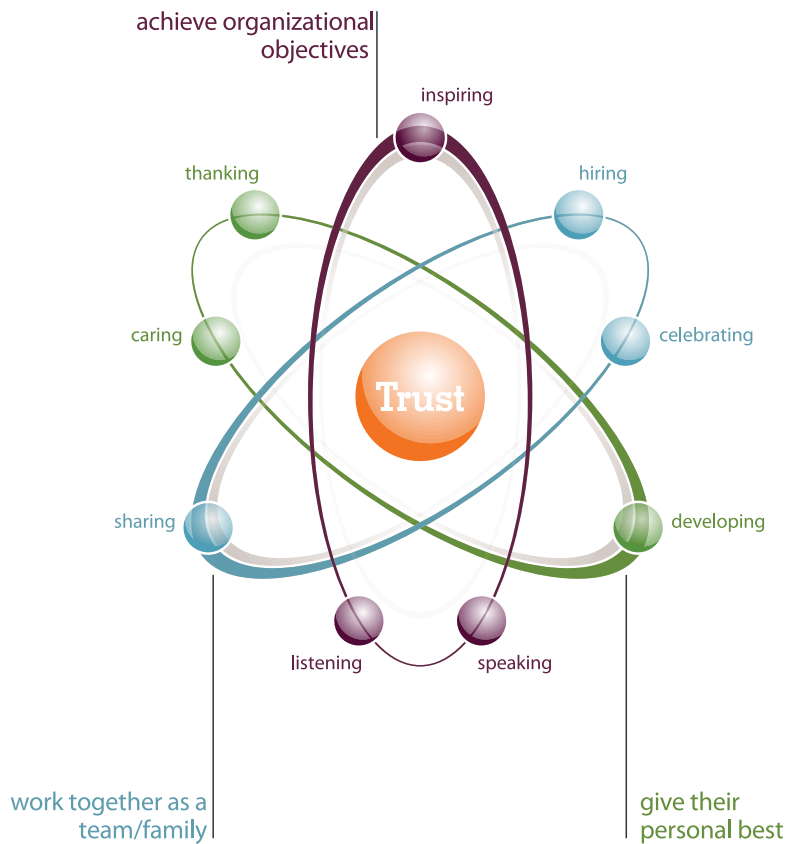 achieve organizational
objectives
inspiring
thanking
hiring
caring
celebrating
Trust
sharing
developing
listening
speaking
work together as a
team/family
give their
personal best